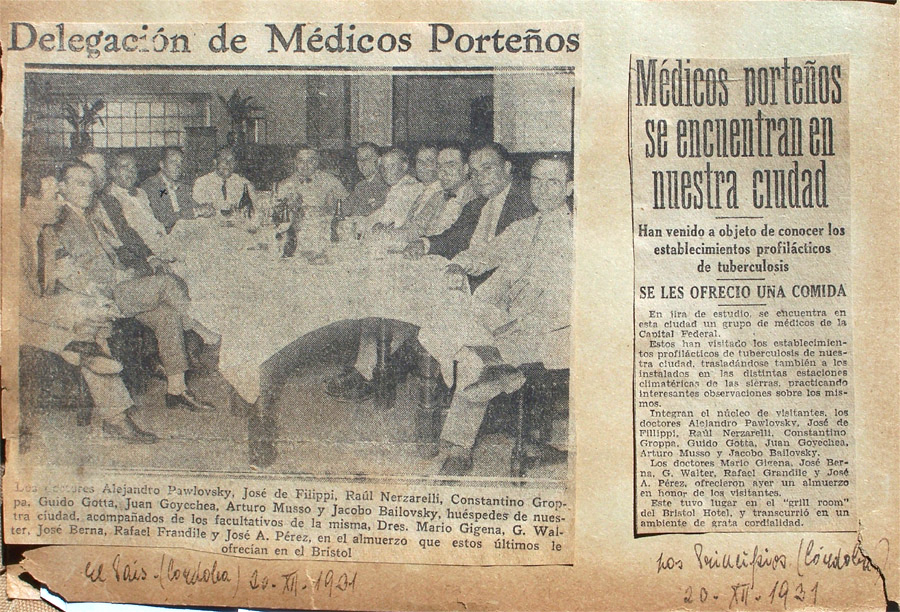 Delegación de Médicos Porteños
Los doctores Alejandro Pawlovsky, José de Filippi, Raúl Nerzarelli, Constantino Grop-
pa, Guido Gotta, Juan Goycchea, Arturo Musso y Jacobo Bailovsky, huéspedes de nues-
tra ciudad, acompañados de los facultativos de la misma, Dres. Mario Gigena, G. Wal-
ter, José Berna, Rafael Frandile y José A. Pérez, en el almuerzo que estos últimos le
ofrecían en el Bristol
El País (Cordoba) 20-XII-1931
Médicos porteños
se encuentran en
nuestra ciudad
Han venido a objeto de conocer los
establecimientos profilácticos
de tuberculosis
SE LES OFRECIO UNA COMIDA
En jira de estudio, se encuentra en
esta ciudad un grupo de médicos de la
Capital Federal.
Estos han visitado los establecimien-
tos profilácticos de tuberculosis de nues-
tra ciudad, trasladándose también a los
instalados en las distintas estaciones
climatéricas de las sierras, practicando
interesantes observaciones sobre los mis-
mos.
Integran el núcleo de visitantes, los
doctores Alejandro Pawlovsky, José de
Fillippi, Raúl Nerzarelli, Constantino
Groppa, Guido Gotta, Juan Goyechea,
Arturo Musso y Jacobo Bailovsky.
Los doctores Mario Gigena, José Ber-
na, G. Walter, Rafael Grandile y José
A. Pérez, ofrecieron ayer un almuerzo
en honor de los visitantes.
Este tuvo lugar en el "grill room"
del Bristol Hotel, y transcurrió en un
ambiente de grata cordialidad.
Los Principios (Córdoba)
20-XII-1931